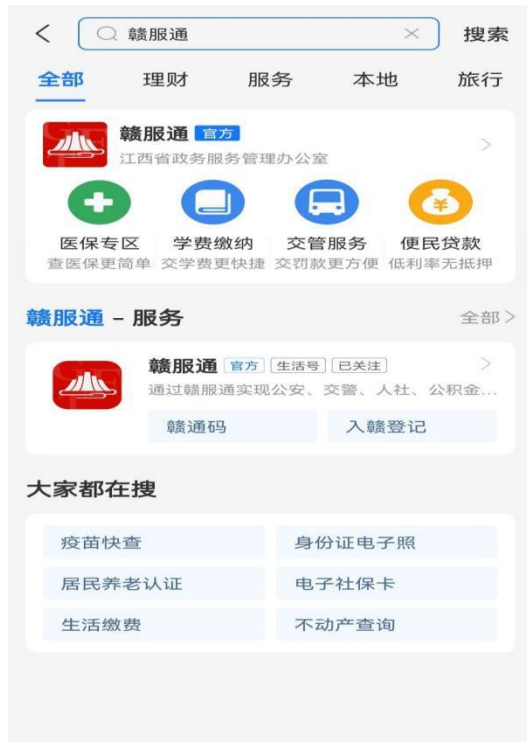 赣服通 搜索
全部 理财 服务 本地 旅行
赣服通 官方
江西省政务服务管理办公室
医保专区 学费缴纳 交管服务 便民贷款
查医保更简单 交学费更快捷 交罚款更方便 低利率无抵押
赣服通 – 服务 全部>
赣服通 官方 生活号 已关注
通过赣服通实现公安、交警、人社、公积金...
赣通码 入赣登记
大家都在搜
疫苗快查 身份证电子照
居民养老认证 电子社保卡
生活缴费 不动产查询